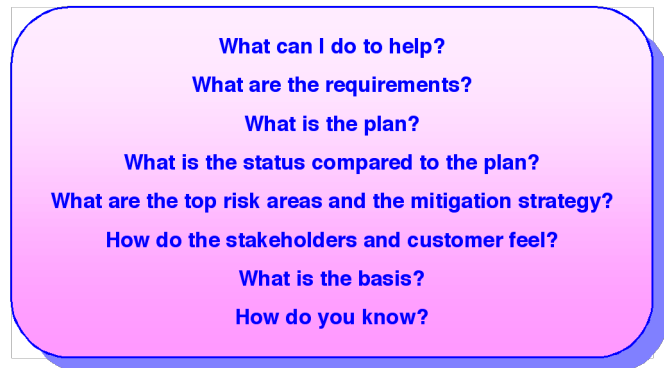 What can I do to help?
What are the requirements?
What is the plan?
What is the status compared to the plan?
What are the top risk areas and the mitigation strategy?
How do the stakeholders and customer feel?
What is the basis?
How do you know?